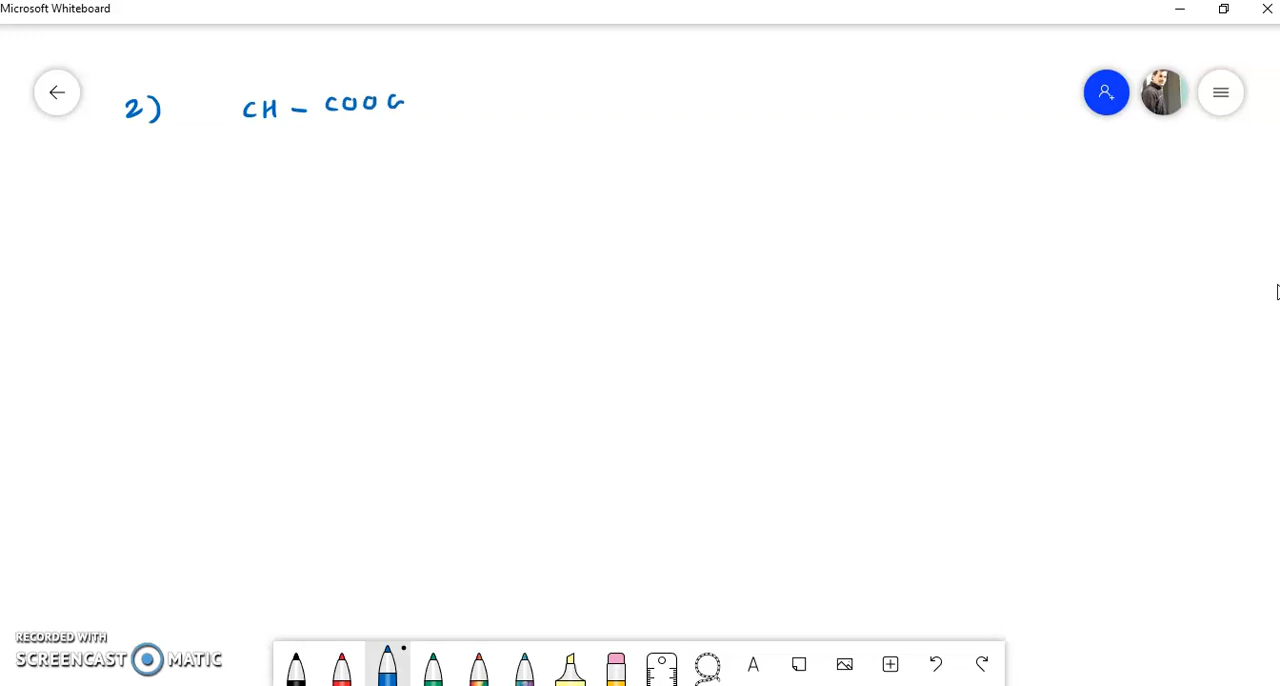 Microsoft Whiteboard
2) CH - COOC
RECORDED WITH
SCREENCAST MATIC